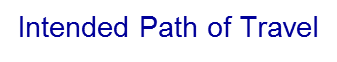 Intended Path of Travel